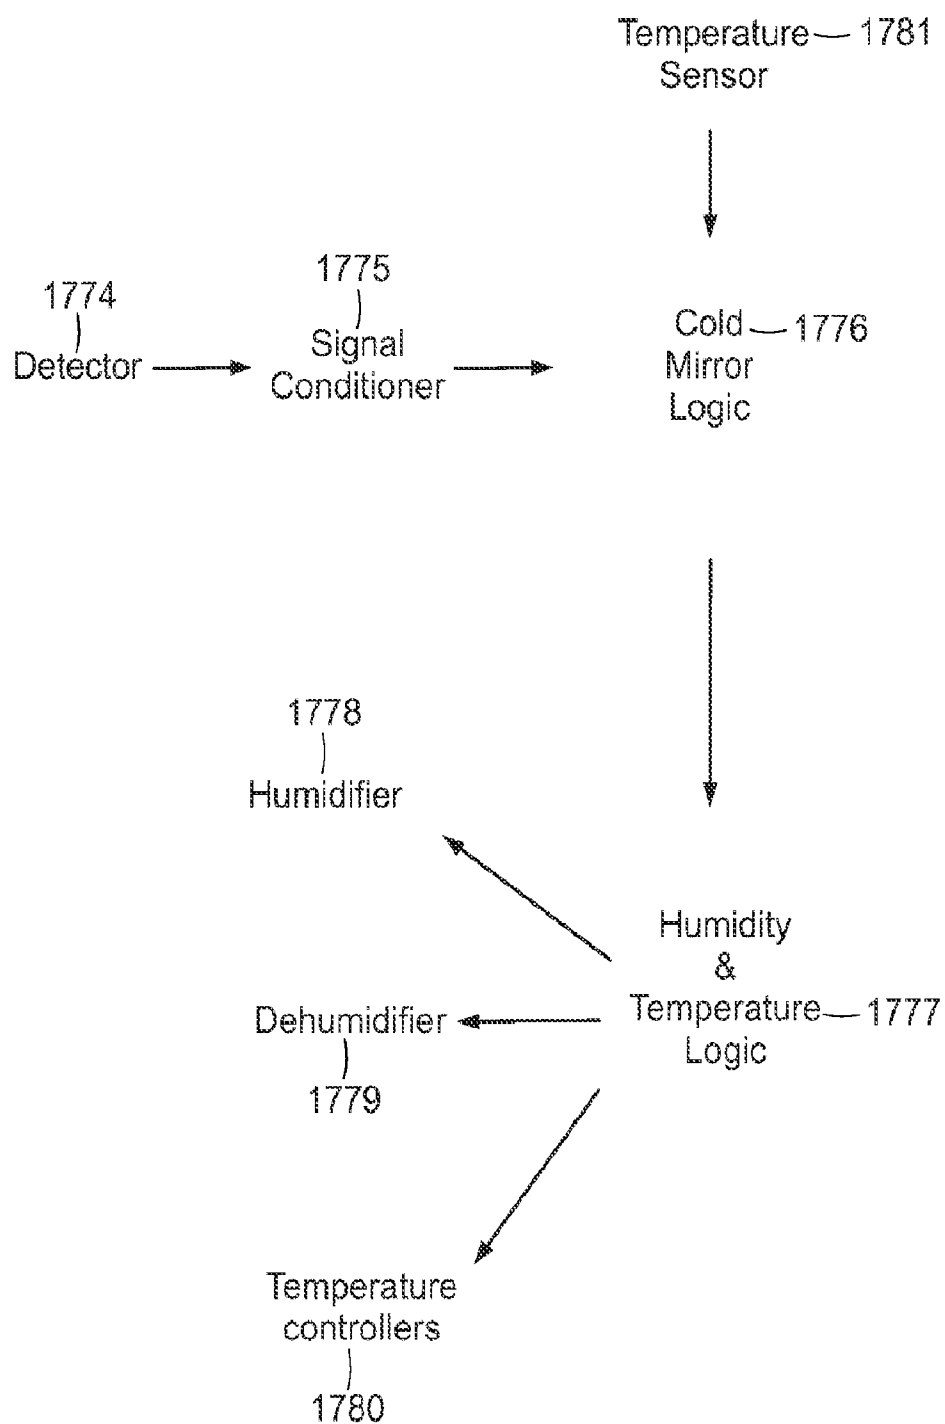 Temperature 1781
Sensor
1774
Detector
1775
Signal
Conditioner
Cold 1776
Mirror
Logic
1778
Humidifier
Humidity
&
Temperature 1777
Logic
Dehumidifier
1779
Temperature
controllers
1780